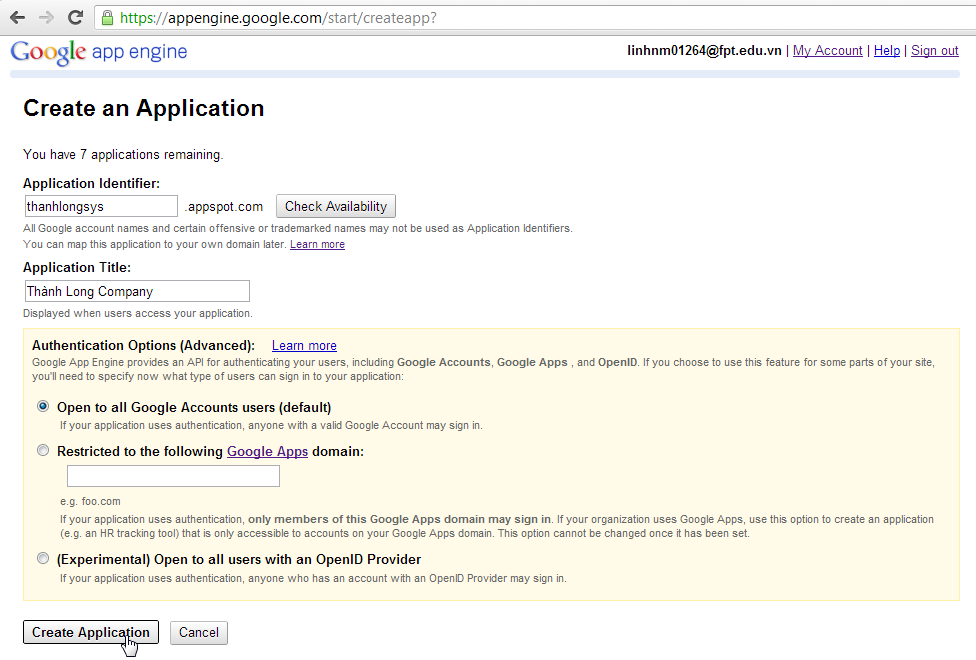 https://appengine.google.com/start/createapp?
Google app engine
linhnm01264@fpt.edu.vn | My Account | Help | Sign out
Create an Application
You have 7 applications remaining.
Application Identifier:
thanhlongsys .appspot.com Check Availability
All Google account names and certain offensive or trademarked names may not be used as Application Identifiers.
You can map this application to your own domain later. Learn more
Application Title:
Thành Long Company
Displayed when users access your application.
Authentication Options (Advanced): Learn more
Google App Engine provides an API for authenticating your users, including Google Accounts, Google Apps , and OpenID. If you choose to use this feature for some parts of your site,
you'll need to specify now what type of users can sign in to your application:
Open to all Google Accounts users (default)
If your application uses authentication, anyone with a valid Google Account may sign in.
Restricted to the following Google Apps domain:
e.g. foo.com
If your application uses authentication, only members of this Google Apps domain may sign in. If your organization uses Google Apps, use this option to create an application
(e.g. an HR tracking tool) that is only accessible to accounts on your Google Apps domain. This option cannot be changed once it has been set.
(Experimental) Open to all users with an OpenID Provider
If your application uses authentication, anyone who has an account with an OpenID Provider may sign in.
Create Application Cancel